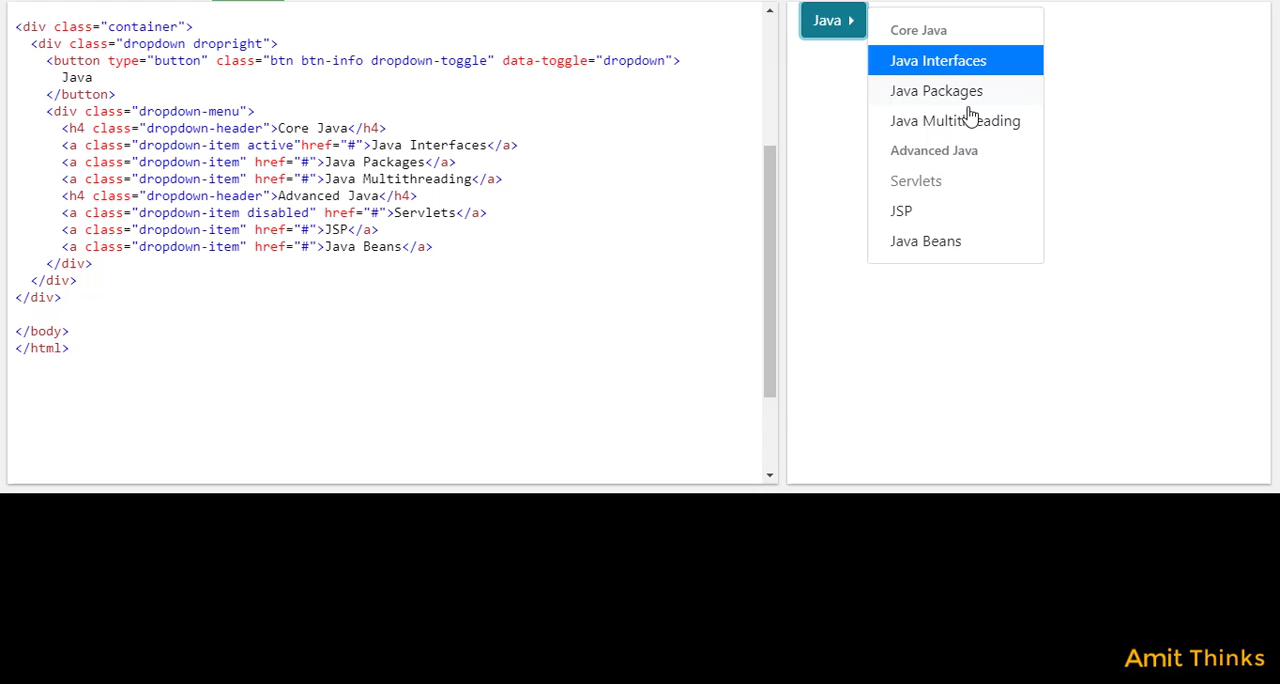 <div class="container">
<div class="dropdown dropright">
<button type="button" class="btn btn-info dropdown-toggle" data-toggle="dropdown">
Java
</button>
<div class="dropdown-menu">
<h4 class="dropdown-header">Core Java</h4>
<a class="dropdown-item active"href="#">Java Interfaces</a>
<a class="dropdown-item" href="#">Java Packages</a>
<a class="dropdown-item" href="#">Java Multithreading</a>
<h4 class="dropdown-header">Advanced Java</h4>
<a class="dropdown-item disabled" href="#">Servlets</a>
<a class="dropdown-item" href="#">JSP</a>
<a class="dropdown-item" href="#">Java Beans</a>
</div>
</div>
</div>
</body>
</html>
Java
Core Java
Java Interfaces
Java Packages
Java Multithreading
Advanced Java
Servlets
JSP
Java Beans
Amit Thinks